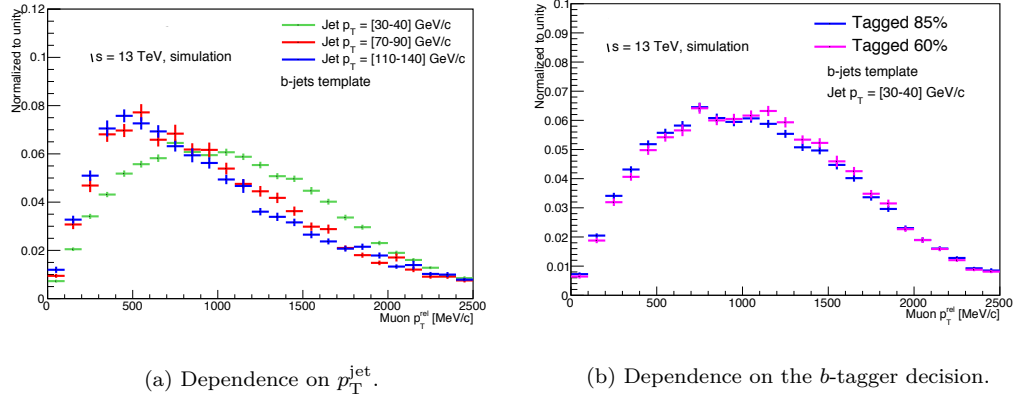 0.12
Normalized to unity
Jet p_T = [30-40] GeV/c
Jet p_T = [70-90] GeV/c
Jet p_T = [110-140] GeV/c
√s = 13 TeV, simulation
b-jets template
0.1
0.08
0.06
0.04
0.02
0
0 500 1000 1500 2000 2500
Muon p_T^rel [MeV/c]
(a) Dependence on p_T^jet.
0.1
Normalized to unity
Tagged 85%
Tagged 60%
√s = 13 TeV, simulation
b-jets template
Jet p_T = [30-40] GeV/c
0.09
0.08
0.07
0.06
0.05
0.04
0.03
0.02
0.01
0
0 500 1000 1500 2000 2500
Muon p_T^rel [MeV/c]
(b) Dependence on the b-tagger decision.